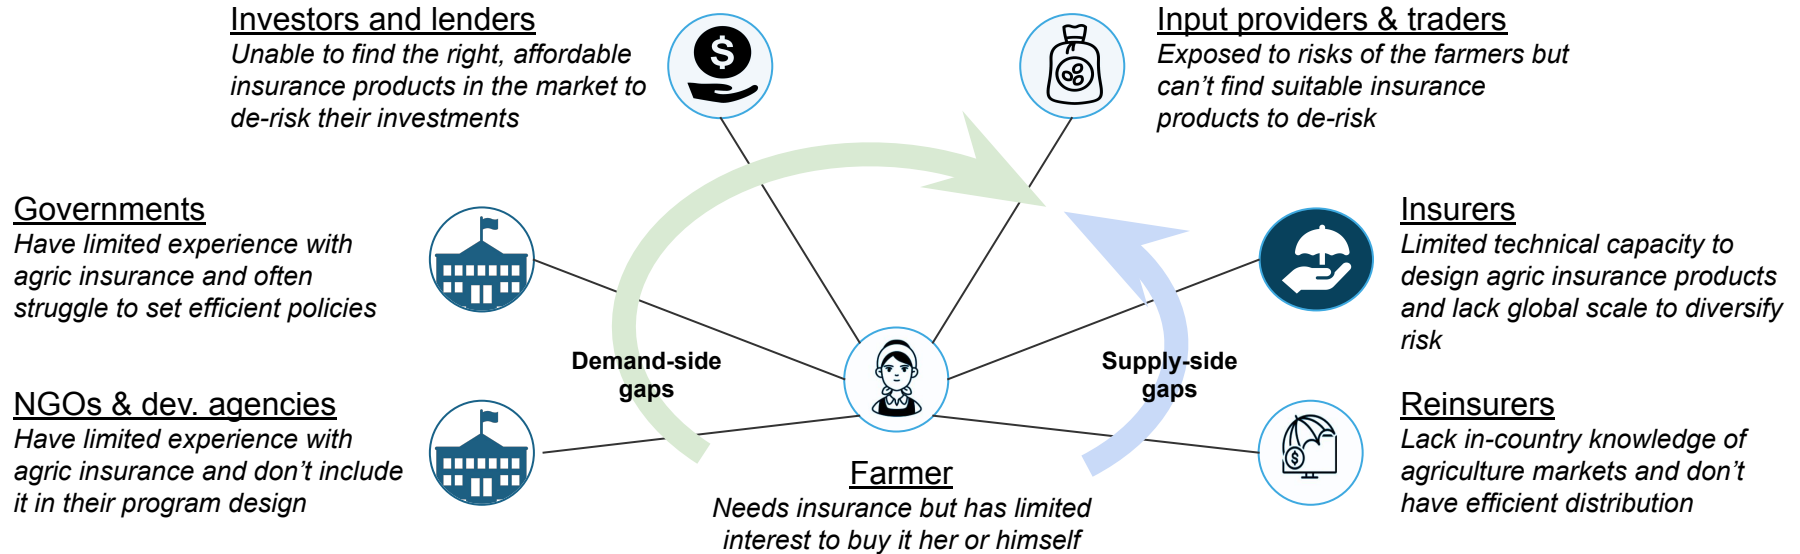 Investors and lenders
Unable to find the right, affordable
insurance products in the market to
de-risk their investments
Input providers & traders
Exposed to risks of the farmers but
can't find suitable insurance
products to de-risk
Governments
Have limited experience with
agric insurance and often
struggle to set efficient policies
Insurers
Limited technical capacity to
design agric insurance products
and lack global scale to diversify
risk
Demand-side
gaps
Supply-side
gaps
NGOs & dev. agencies
Have limited experience with
agric insurance and don't include
it in their program design
Farmer
Needs insurance but has limited
interest to buy it her or himself
Reinsurers
Lack in-country knowledge of
agriculture markets and don't
have efficient distribution
$
$